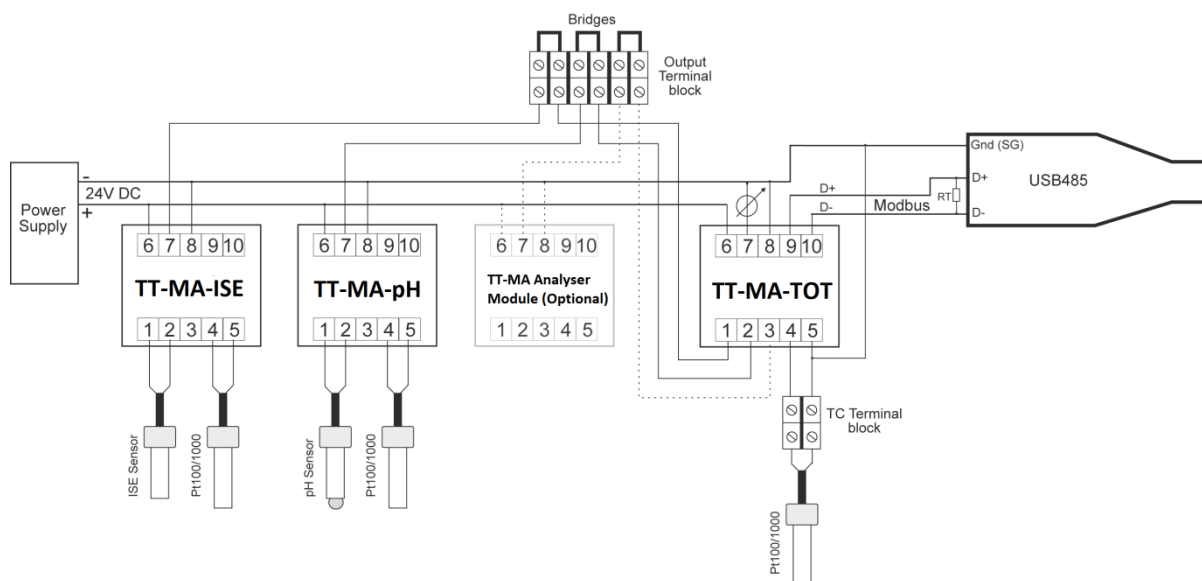 Bridges
Output
Terminal
block
Gnd (SG)
D+
USB485
RT
D-
-
24V DC
+
Power
Supply
D+
D-
Modbus
6 7 8 9 10
TT-MA-ISE
1 2 3 4 5
6 7 8 9 10
TT-MA-pH
1 2 3 4 5
6 7 8 9 10
TT-MA Analyser
Module (Optional)
1 2 3 4 5
6 7 8 9 10
TT-MA-TOT
1 2 3 4 5
TC Terminal
block
ISE Sensor
Pt100/1000
pH Sensor
Pt100/1000
Pt100/1000